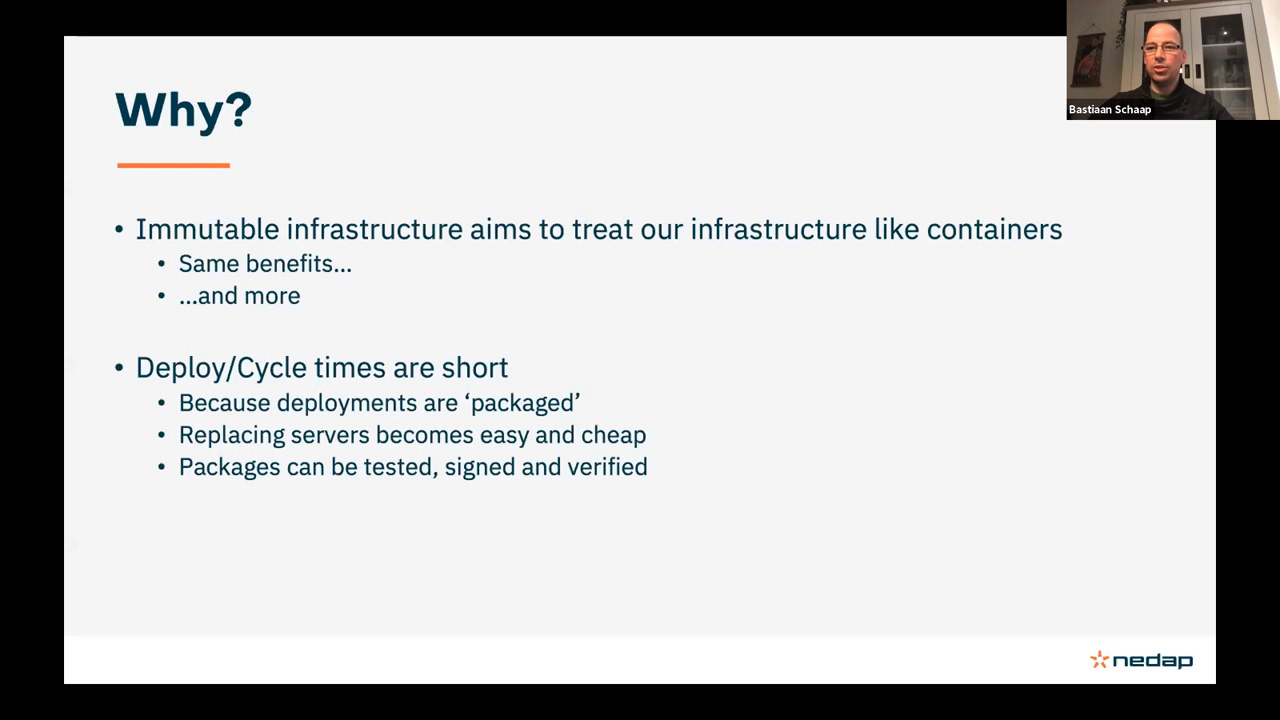 Why?
Bastiaan Schaap
• Immutable infrastructure aims to treat our infrastructure like containers
• Same benefits...
• ...and more
• Deploy/Cycle times are short
• Because deployments are ‘packaged’
• Replacing servers becomes easy and cheap
• Packages can be tested, signed and verified
nedap